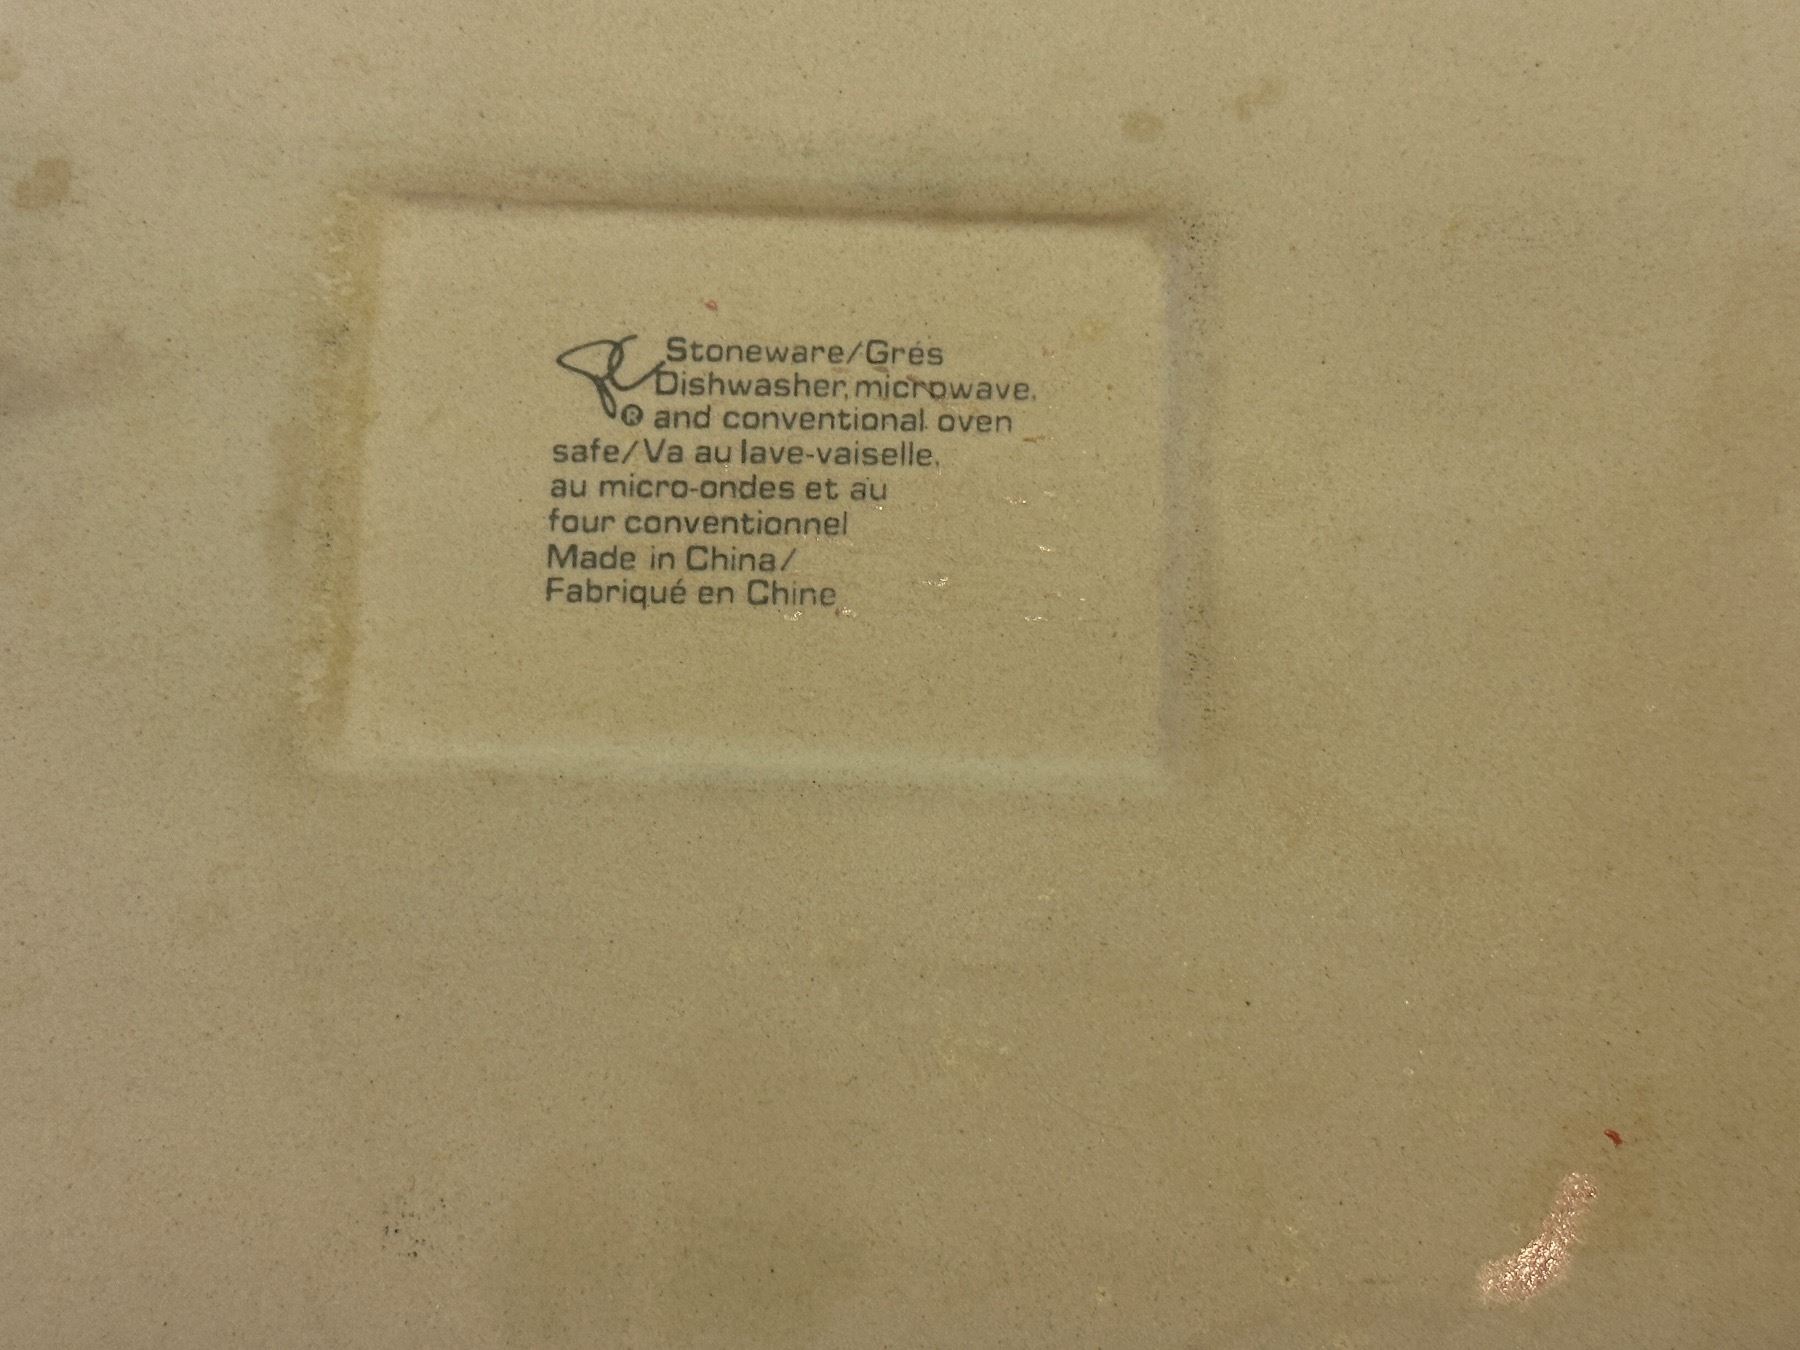 Stoneware/Grés
Dishwasher, microwave,
® and conventional oven
safe/Va au lave-vaiselle,
au micro-ondes et au
four conventionnel
Made in China/
Fabriqué en Chine